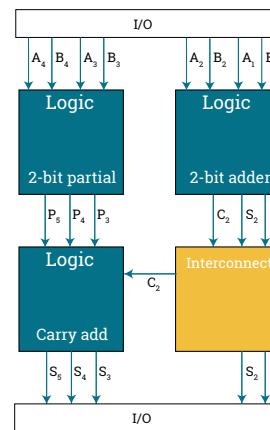 I/O
A4 B4 A3 B3 A2 B2 A1
Logic Logic
2-bit partial 2-bit adder
P5 P4 P3 C2 S2
Logic Interconnect
C2
Carry add
S5 S4 S3 S2
I/O